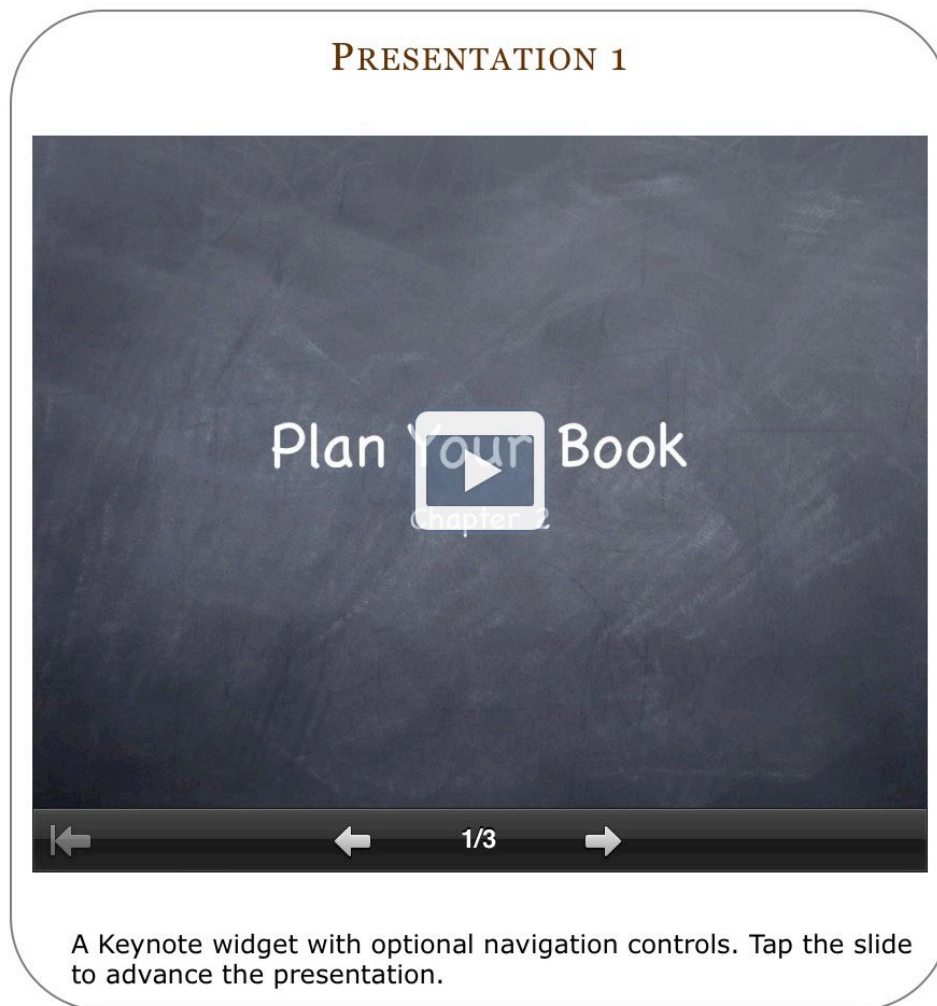 PRESENTATION 1
Plan Your Book
Chapter 2
1/3
A Keynote widget with optional navigation controls. Tap the slide
to advance the presentation.